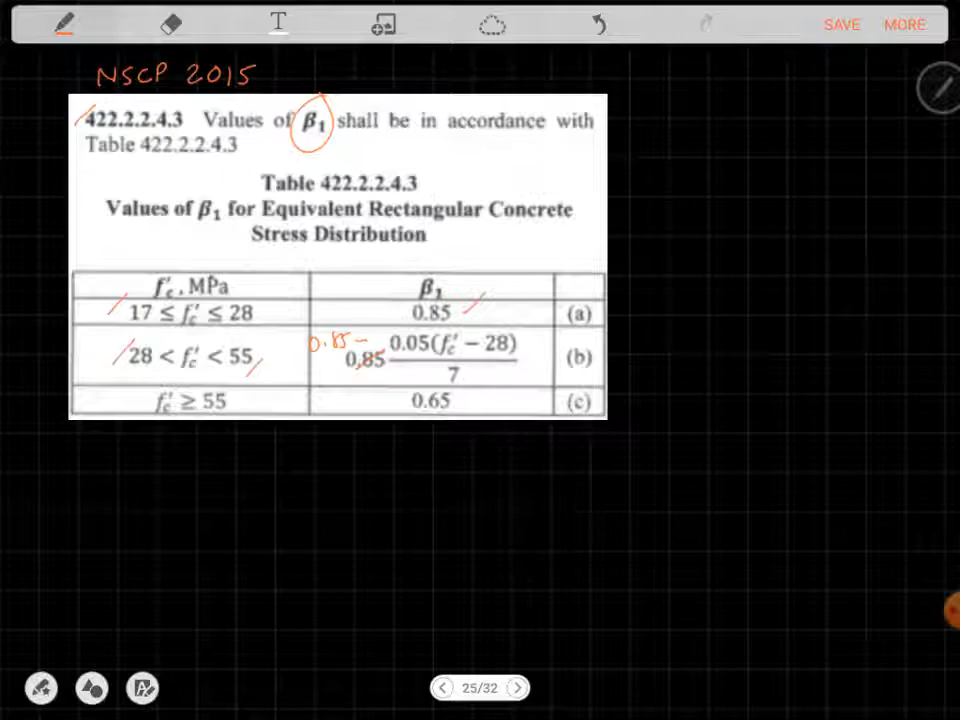 SAVE MORE
NSCP 2015
422.2.2.4.3 Values of β₁ shall be in accordance with
Table 422.2.2.4.3
Table 422.2.2.4.3
Values of β₁ for Equivalent Rectangular Concrete
Stress Distribution
f′c, MPa β₁
17 ≤ f′c ≤ 28 0.85 (a)
28 < f′c < 55 0.85 – 0.85 0.05(f′c − 28) / 7 (b)
f′c ≥ 55 0.65 (c)
25/32